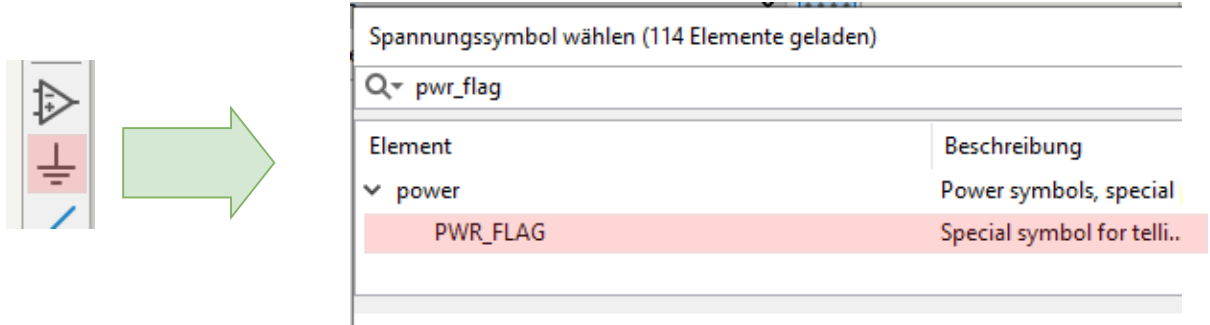 Spannungssymbol wählen (114 Elemente geladen)
pwr_flag
Element Beschreibung
power Power symbols, special
PWR_FLAG Special symbol for telli..